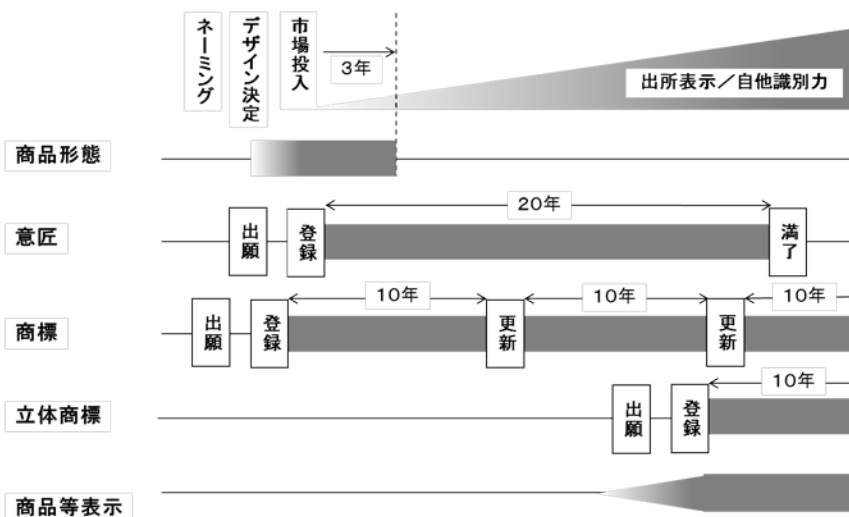 ネーミング
デザイン決定
市場投入
3年
出所表示／自他識別力
商品形態
意匠
出願
登録
20年
満了
商標
出願
登録
10年
更新
10年
更新
10年
立体商標
出願
登録
10年
商品等表示